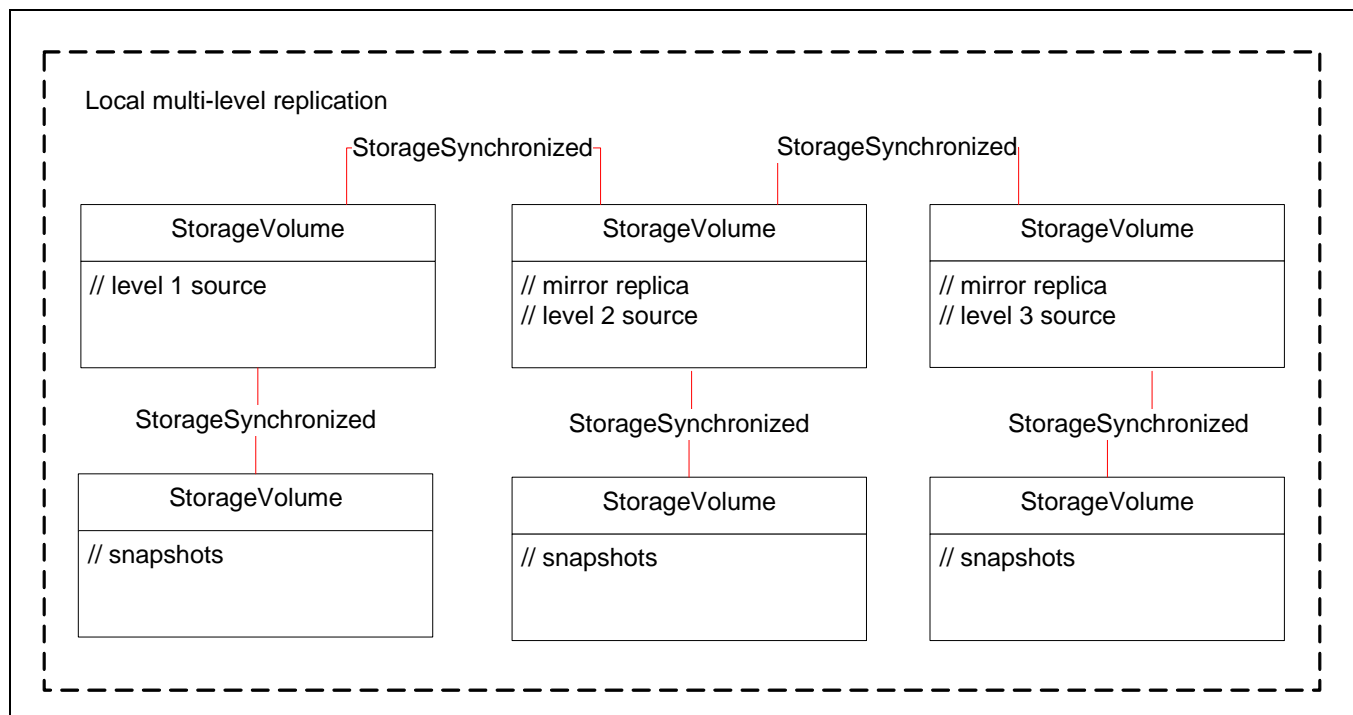 Local multi-level replication
StorageSynchronized
StorageSynchronized
StorageVolume
// level 1 source
StorageVolume
// mirror replica
// level 2 source
StorageVolume
// mirror replica
// level 3 source
StorageSynchronized
StorageSynchronized
StorageSynchronized
StorageVolume
// snapshots
StorageVolume
// snapshots
StorageVolume
// snapshots